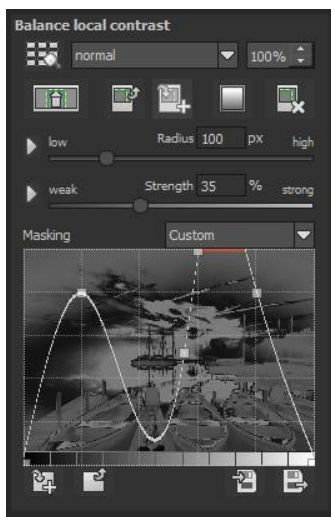 Balance local contrast
normal 100%
Radius 100 px
low high
Strength 35 %
weak strong
Masking Custom